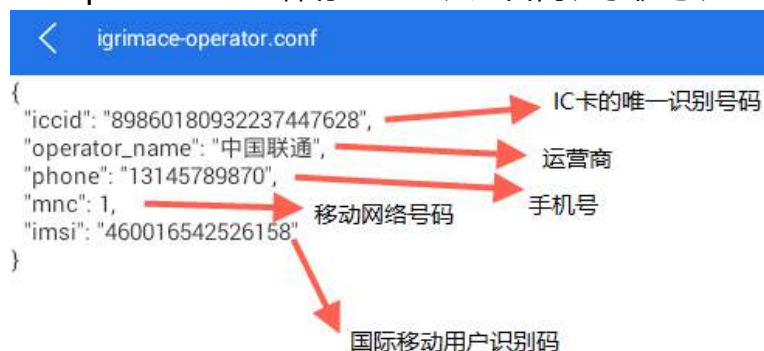 igrimace-operator.conf
{
"iccid": "89860180932237447628",
IC卡的唯一识别号码
"operator_name": "中国联通",
运营商
"phone": "13145789870",
手机号
"mnc": 1,
移动网络号码
"imsi": "460016542526158"
}
国际移动用户识别码